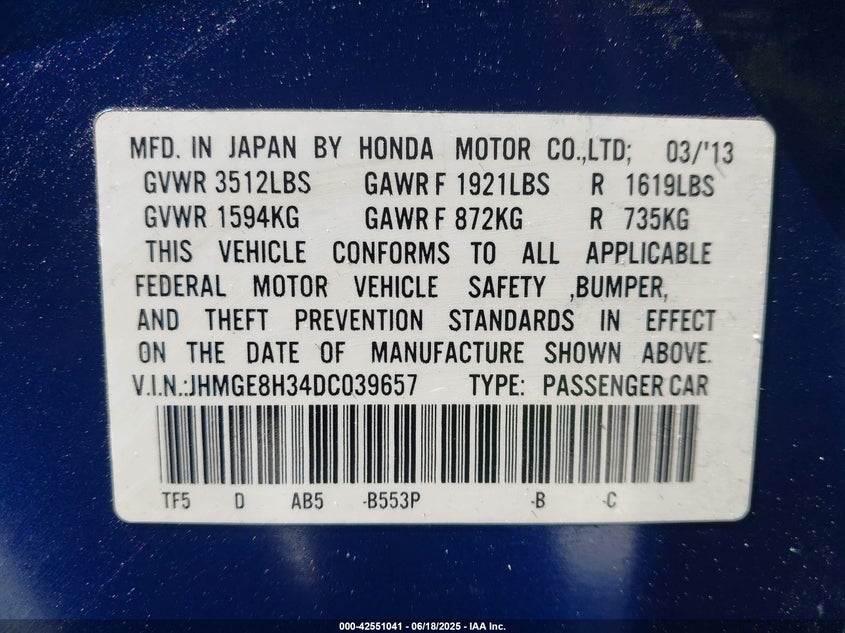 MFD. IN JAPAN BY HONDA MOTOR CO.,LTD; 03/'13
GVWR 3512LBS GAWR F 1921LBS R 1619LBS
GVWR 1594KG GAWR F 872KG R 735KG
THIS VEHICLE CONFORMS TO ALL APPLICABLE
FEDERAL MOTOR VEHICLE SAFETY ,BUMPER,
AND THEFT PREVENTION STANDARDS IN EFFECT
ON THE DATE OF MANUFACTURE SHOWN ABOVE.
V.I.N.:JHMGE8H34DC039657 TYPE: PASSENGER CAR
TF5 D AB5 -B553P -B -C
000-42551041 - 06/18/2025 - IAA Inc.